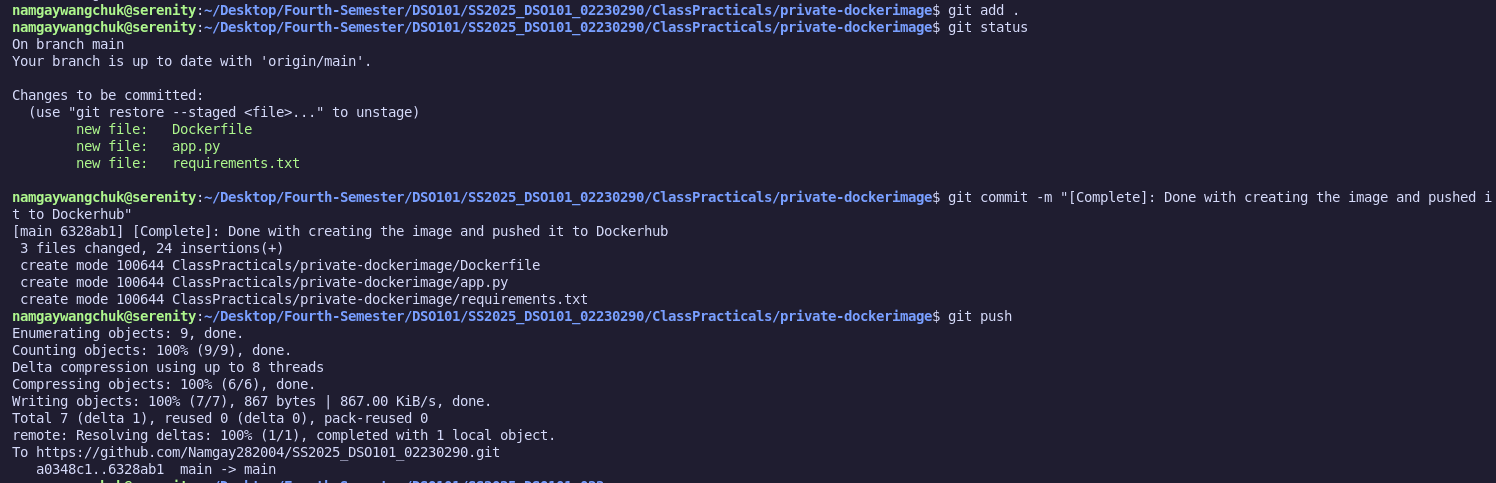 namgaywangchuk@serenity:~/Desktop/Fourth-Semester/DSO101/SS2025_DSO101_02230290/ClassPracticals/private-dockerimage$ git add .
namgaywangchuk@serenity:~/Desktop/Fourth-Semester/DSO101/SS2025_DSO101_02230290/ClassPracticals/private-dockerimage$ git status
On branch main
Your branch is up to date with 'origin/main'.

Changes to be committed:
  (use "git restore --staged <file>..." to unstage)
        new file:   Dockerfile
        new file:   app.py
        new file:   requirements.txt

namgaywangchuk@serenity:~/Desktop/Fourth-Semester/DSO101/SS2025_DSO101_02230290/ClassPracticals/private-dockerimage$ git commit -m "[Complete]: Done with creating the image and pushed i
t to Dockerhub"
[main 6328ab1] [Complete]: Done with creating the image and pushed it to Dockerhub
 3 files changed, 24 insertions(+)
 create mode 100644 ClassPracticals/private-dockerimage/Dockerfile
 create mode 100644 ClassPracticals/private-dockerimage/app.py
 create mode 100644 ClassPracticals/private-dockerimage/requirements.txt
namgaywangchuk@serenity:~/Desktop/Fourth-Semester/DSO101/SS2025_DSO101_02230290/ClassPracticals/private-dockerimage$ git push
Enumerating objects: 9, done.
Counting objects: 100% (9/9), done.
Delta compression using up to 8 threads
Compressing objects: 100% (6/6), done.
Writing objects: 100% (7/7), 867 bytes | 867.00 KiB/s, done.
Total 7 (delta 1), reused 0 (delta 0), pack-reused 0
remote: Resolving deltas: 100% (1/1), completed with 1 local object.
To https://github.com/Namgay282004/SS2025_DSO101_02230290.git
   a0348c1..6328ab1  main -> main